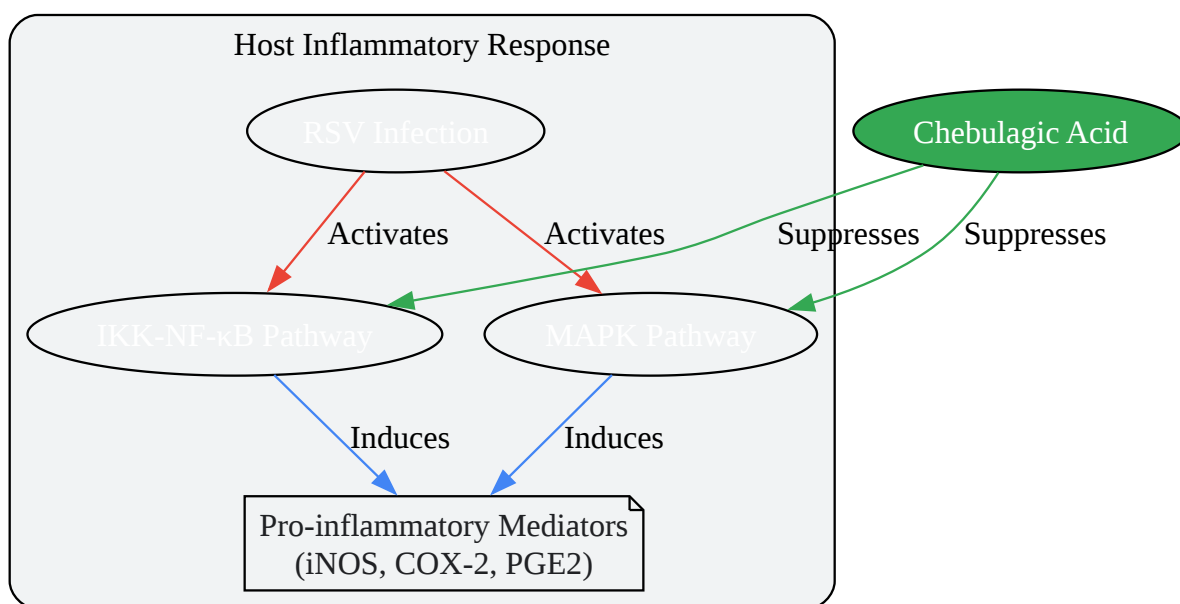 Host Inflammatory Response
RSV Infection
Chebulagic Acid
Activates
Activates
Suppresses
Suppresses
IKK-NF-κB Pathway
MAPK Pathway
Induces
Induces
Pro-inflammatory Mediators
(iNOS, COX-2, PGE2)